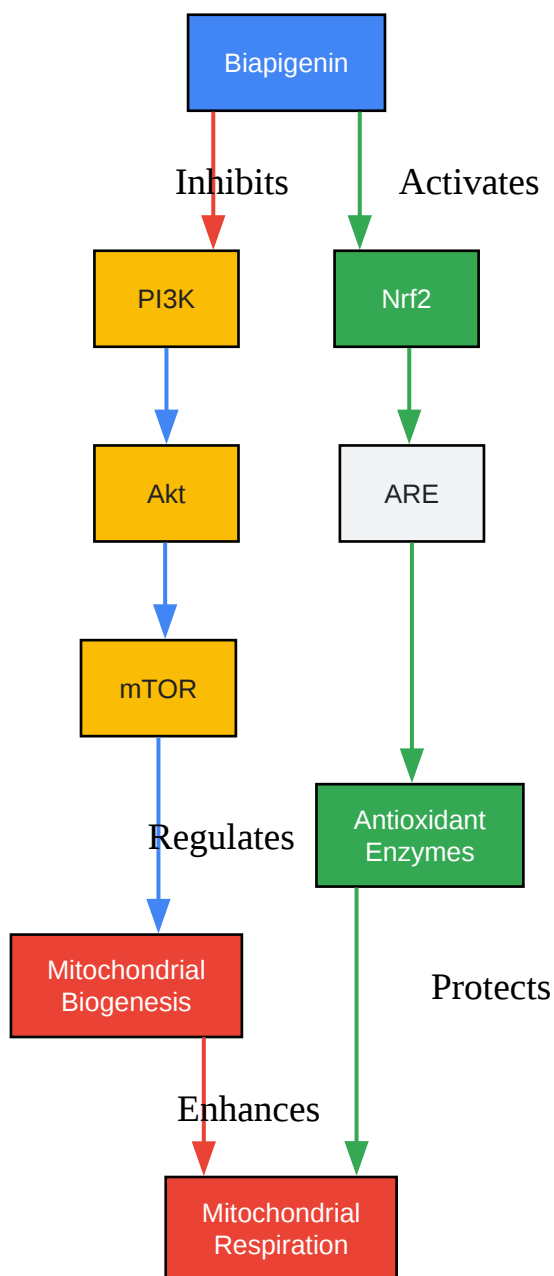 Biapigenin
Inhibits
Activates
PI3K
Nrf2
Akt
ARE
mTOR
Regulates
Antioxidant
Enzymes
Mitochondrial
Biogenesis
Protects
Enhances
Mitochondrial
Respiration